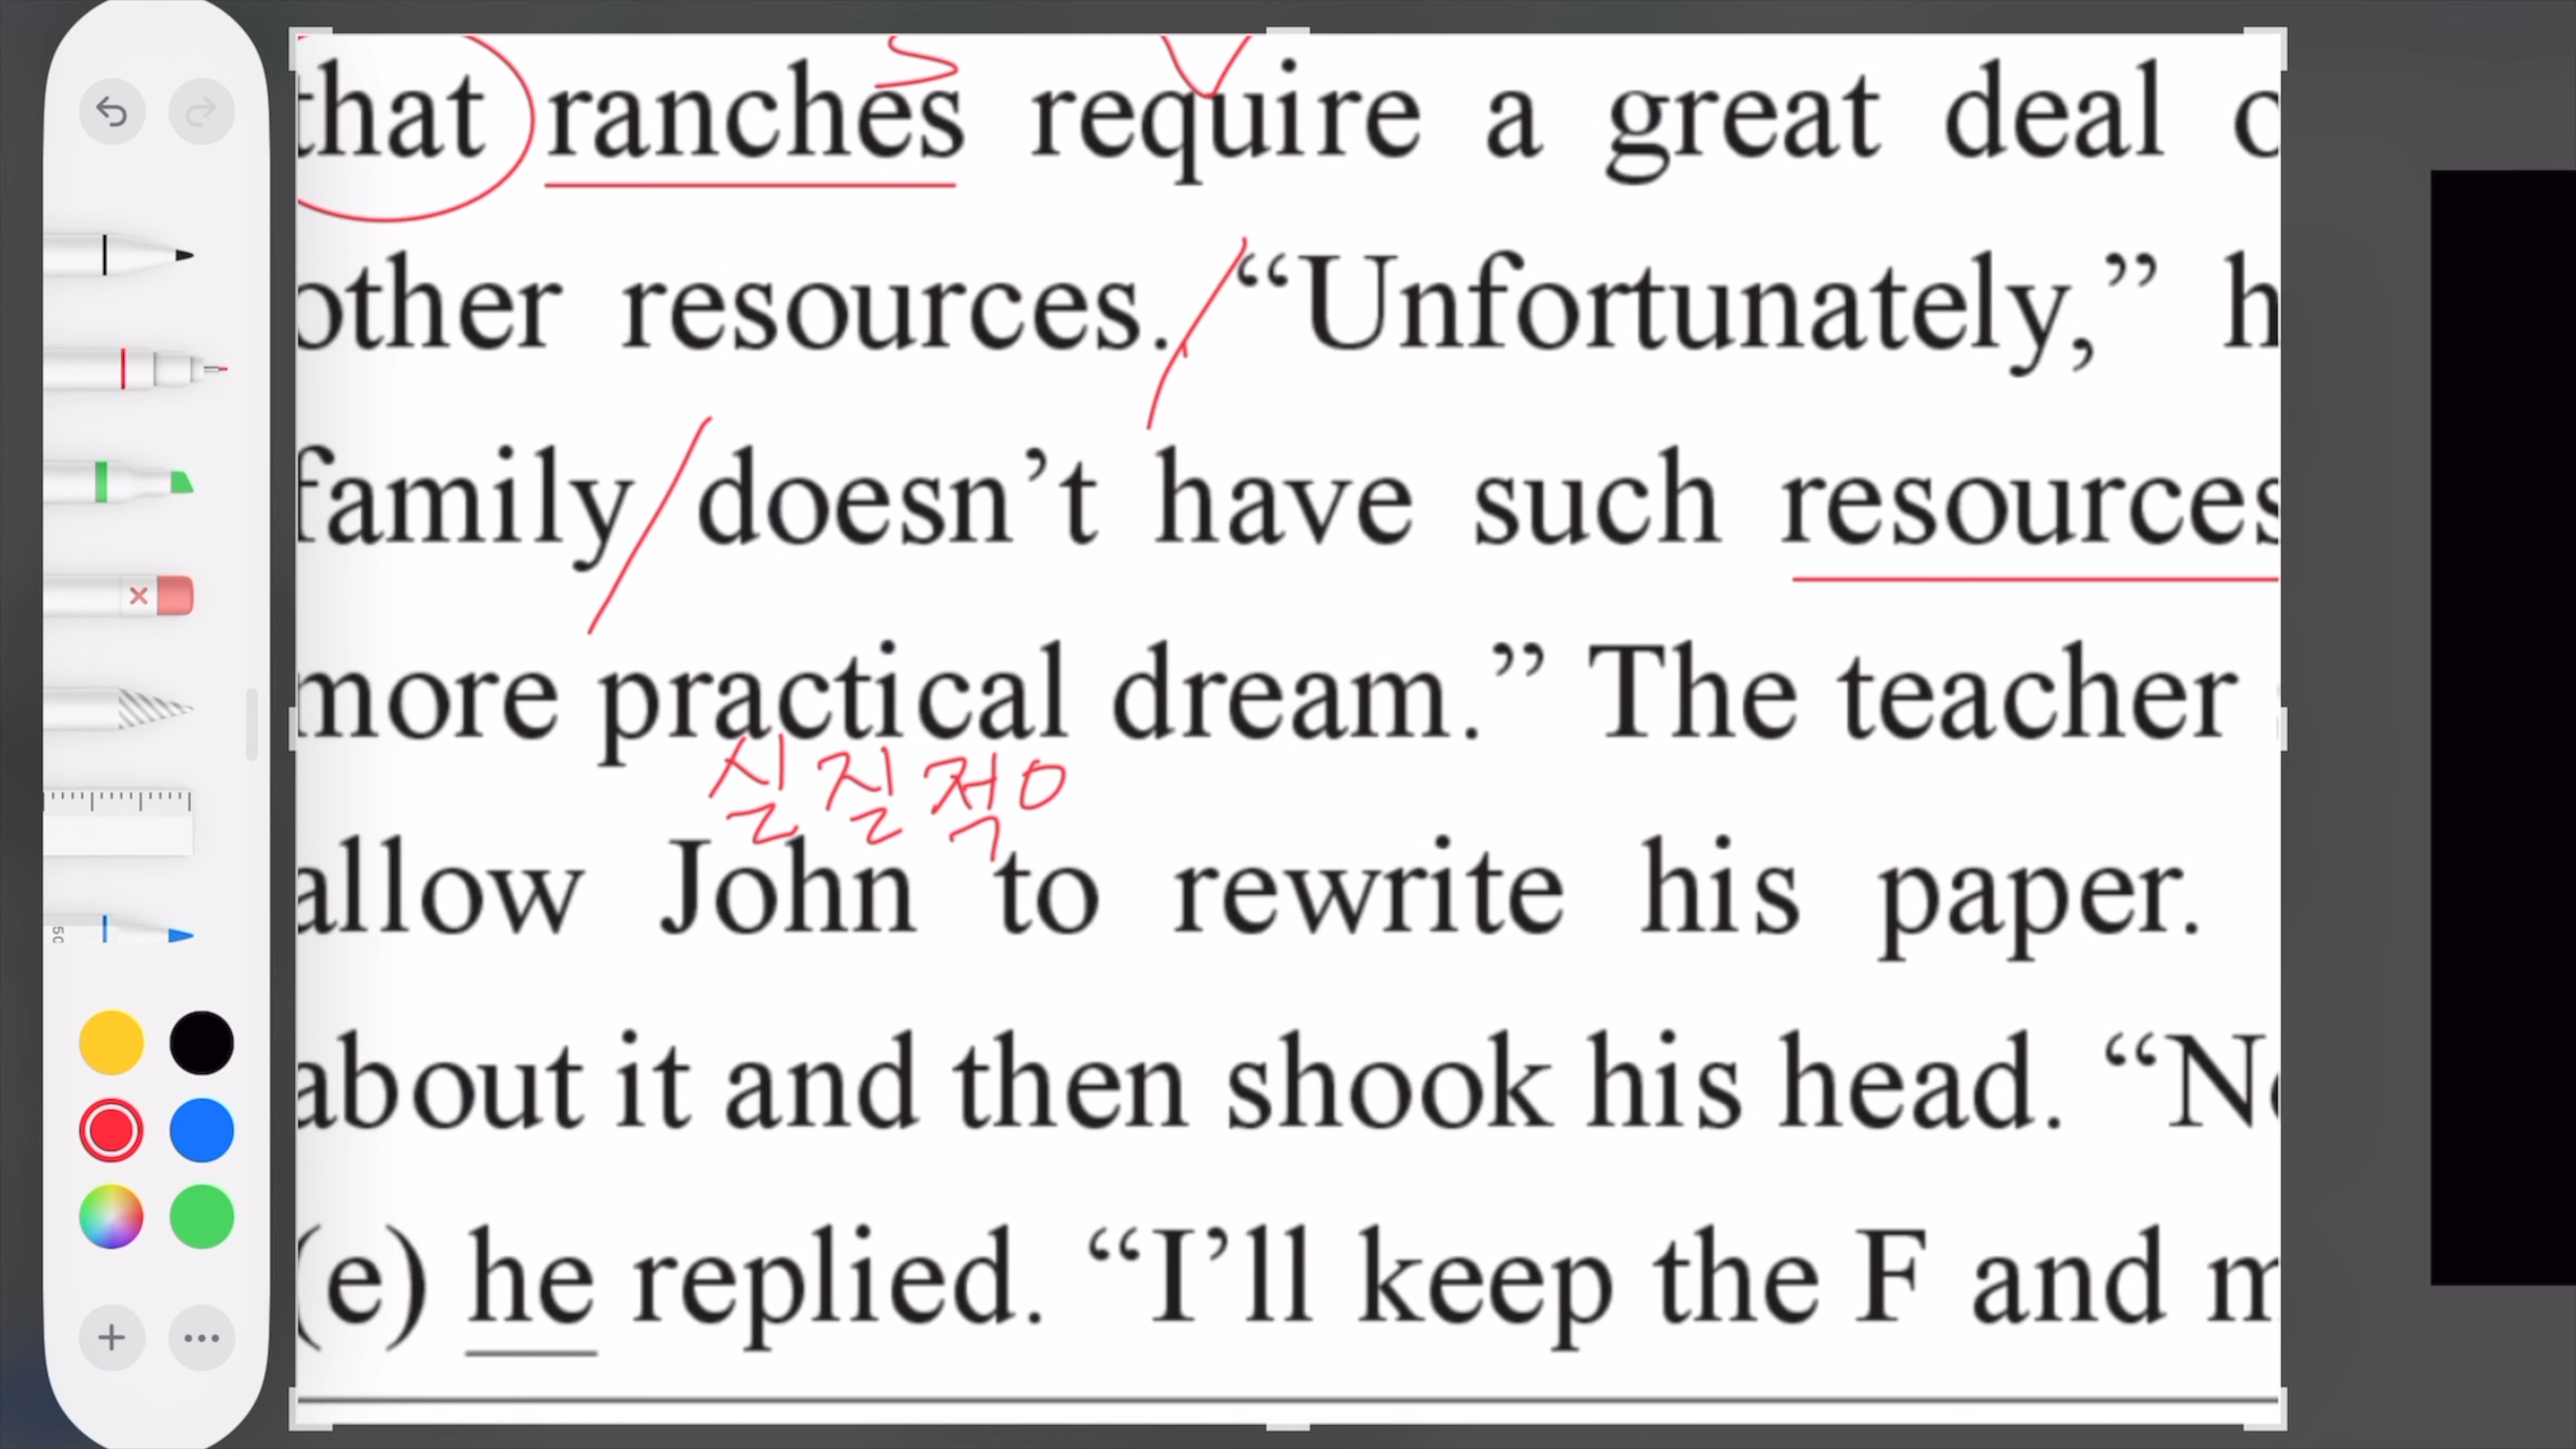 that ranches require a great deal
other resources. “Unfortunately,”
family doesn’t have such resources
more practical dream.” The teacher
실질적
allow John to rewrite his paper.
about it and then shook his head.
(e) he replied. “I’ll keep the F and